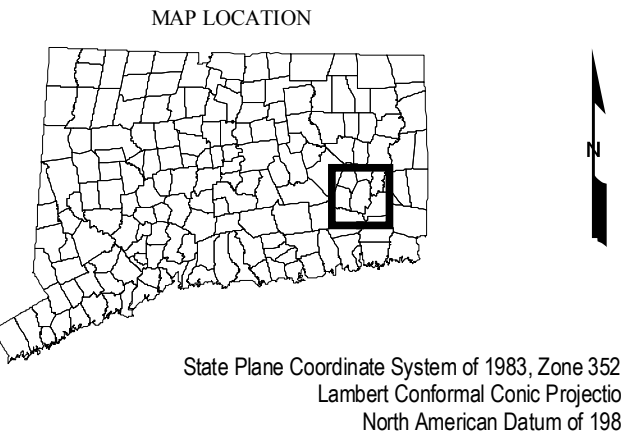 MAP LOCATION
N
State Plane Coordinate System of 1983, Zone 352
Lambert Conformal Conic Projectio
North American Datum of 198